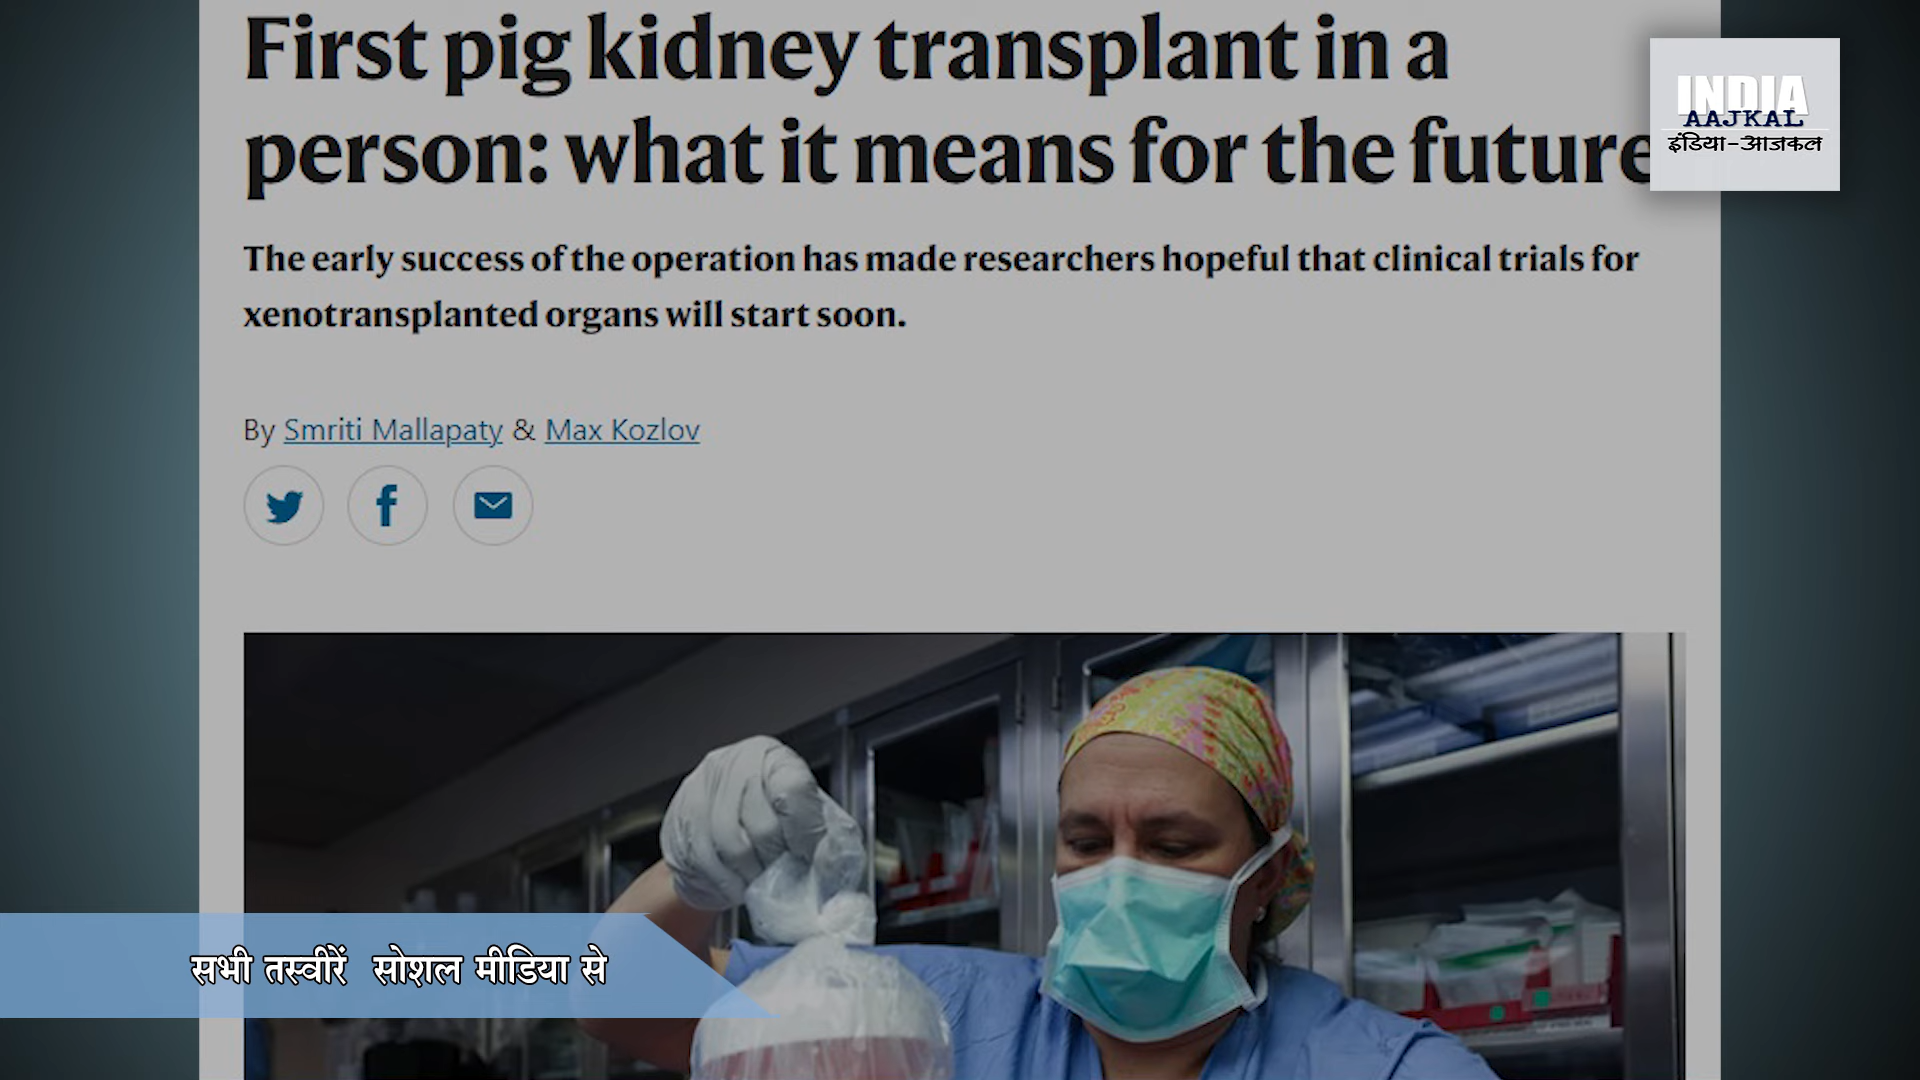 First pig kidney transplant in a
person: what it means for the future
The early success of the operation has made researchers hopeful that clinical trials for
xenotransplanted organs will start soon.
By Smriti Mallapaty & Max Kozlov
INDIA
AAJKAL
इंडिया-आजकल
सभी तस्वीरें सोशल मीडिया से